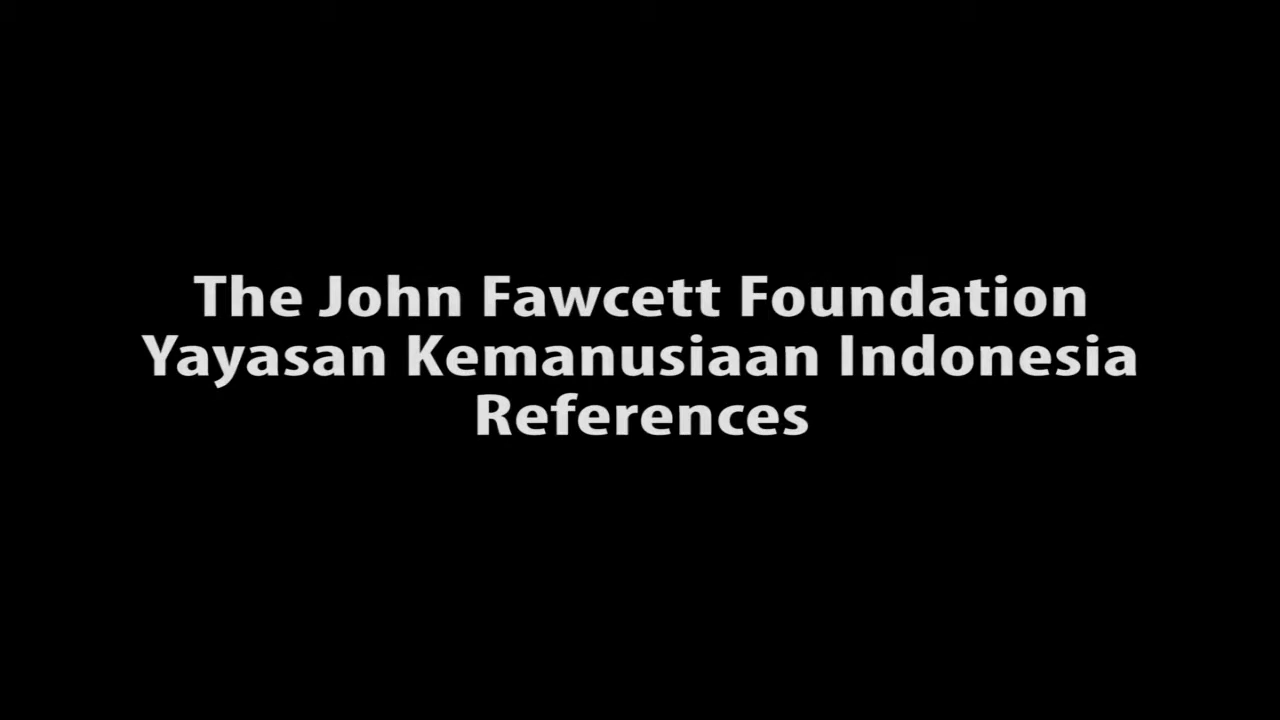 The John Fawcett Foundation
Yayasan Kemanusiaan Indonesia
References